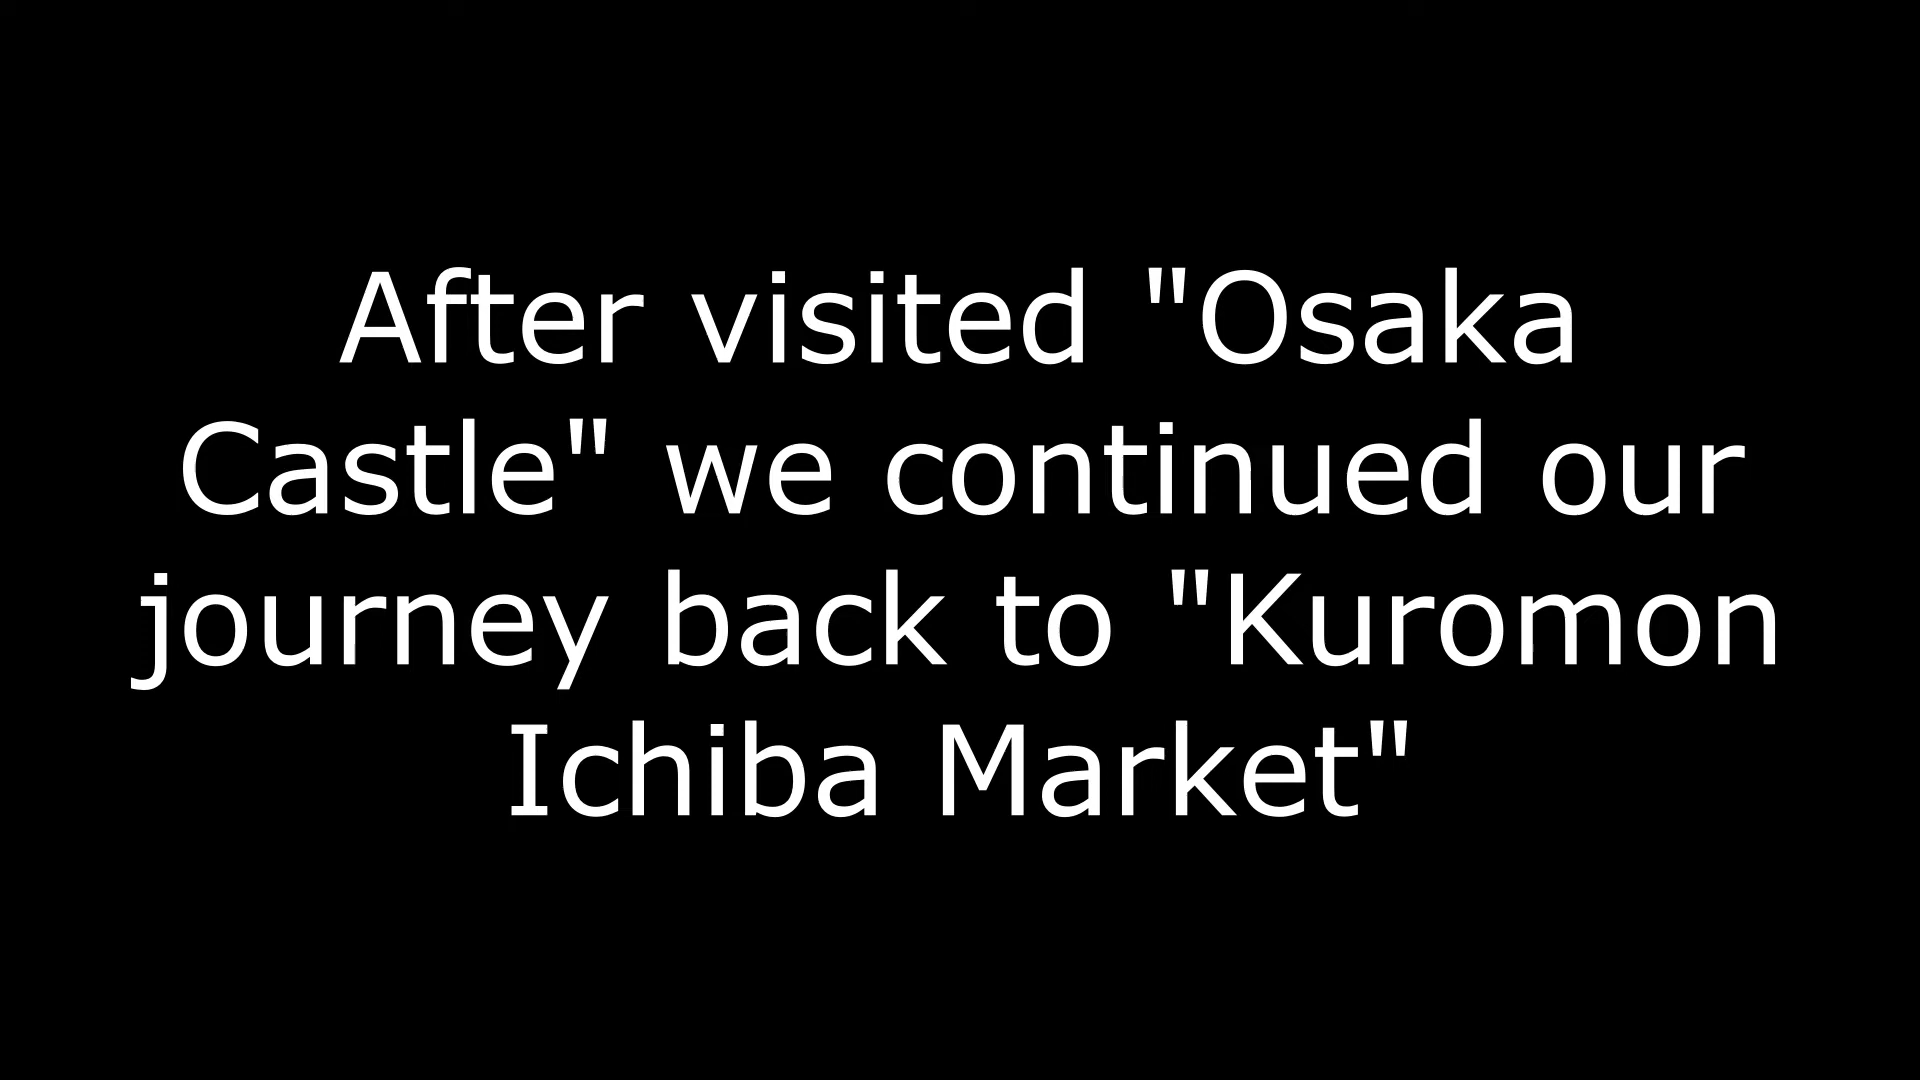 After visited "Osaka
Castle" we continued our
journey back to "Kuromon
Ichiba Market"